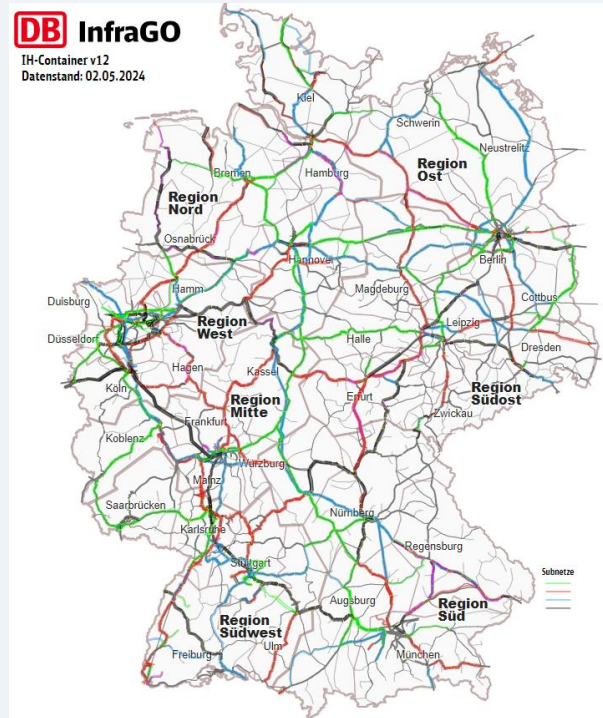 DB InfraGO
IH-Container v12
Datenstand: 02.05.2024
Kiel
Schwerin
Neustrelitz
Region
Ost
Bremen
Hamburg
Region
Nord
Osnabrück
Hannover
Berlin
Magdeburg
Cottbus
Hamm
Duisburg
Region
West
Leipzig
Düsseldorf
Halle
Dresden
Hagen
Kassel
Region
Südost
Köln
Region
Mitte
Erfurt
Zwickau
Frankfurt
Koblenz
Würzburg
Mainz
Saarbrücken
Nürnberg
Karlsruhe
Regensburg
Stuttgart
Subnetze
Augsburg
Region
Süd
Region
Südwest
Ulm
Freiburg
München